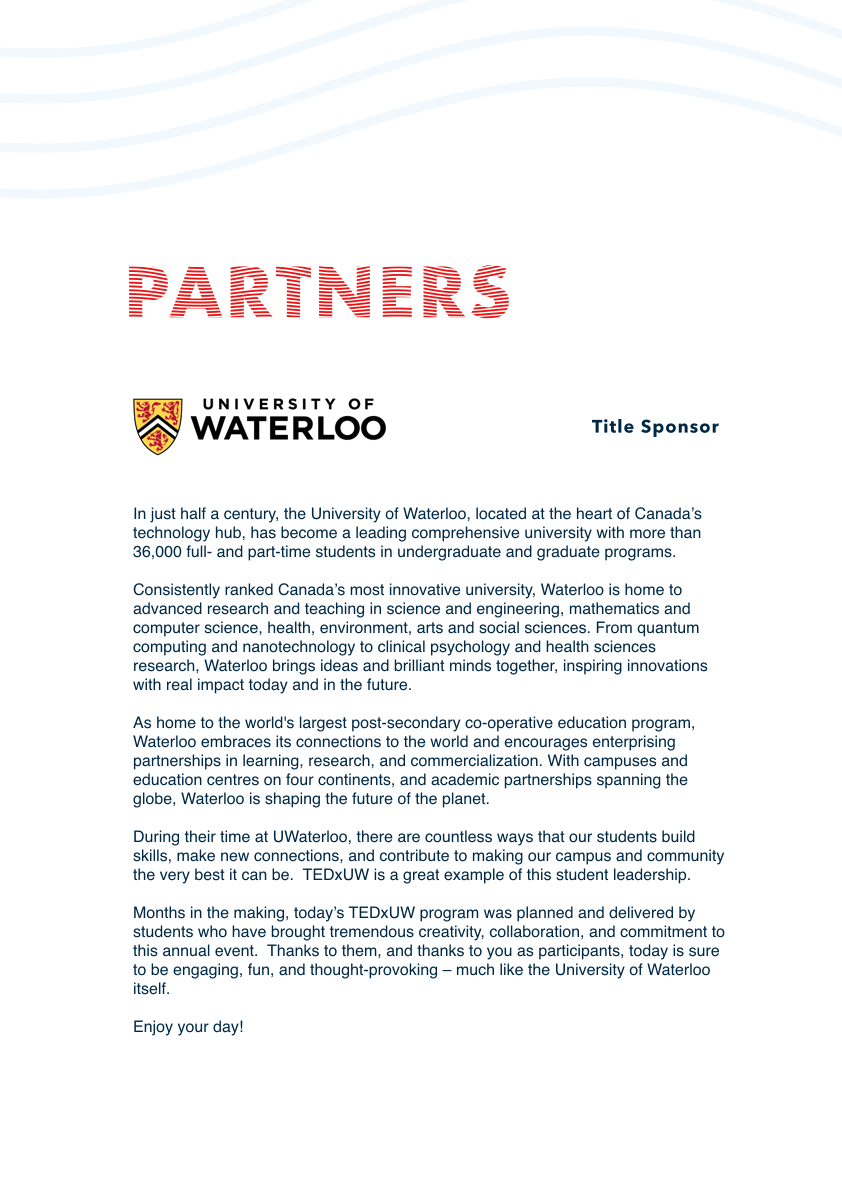 PARTNERS
UNIVERSITY OF
WATERLOO
Title Sponsor
In just half a century, the University of Waterloo, located at the heart of Canada’s
technology hub, has become a leading comprehensive university with more than
36,000 full- and part-time students in undergraduate and graduate programs.
Consistently ranked Canada’s most innovative university, Waterloo is home to
advanced research and teaching in science and engineering, mathematics and
computer science, health, environment, arts and social sciences. From quantum
computing and nanotechnology to clinical psychology and health sciences
research, Waterloo brings ideas and brilliant minds together, inspiring innovations
with real impact today and in the future.
As home to the world's largest post-secondary co-operative education program,
Waterloo embraces its connections to the world and encourages enterprising
partnerships in learning, research, and commercialization. With campuses and
education centres on four continents, and academic partnerships spanning the
globe, Waterloo is shaping the future of the planet.
During their time at UWaterloo, there are countless ways that our students build
skills, make new connections, and contribute to making our campus and community
the very best it can be.  TEDxUW is a great example of this student leadership.
Months in the making, today’s TEDxUW program was planned and delivered by
students who have brought tremendous creativity, collaboration, and commitment to
this annual event.  Thanks to them, and thanks to you as participants, today is sure
to be engaging, fun, and thought-provoking – much like the University of Waterloo
itself.
Enjoy your day!